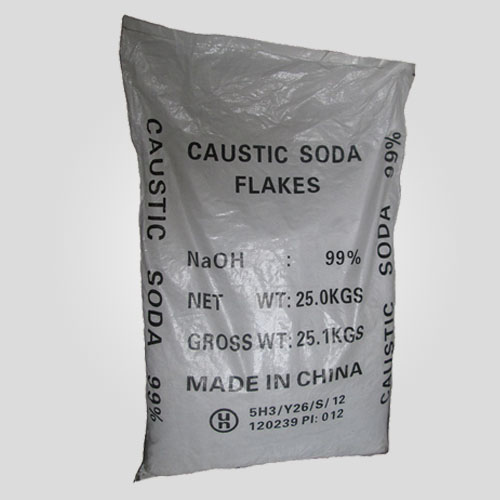 CAUSTIC SODA 99%
CAUSTIC SODA
FLAKES
NaOH : 99%
NET WT: 25.0KGS
GROSS WT: 25.1KGS
MADE IN CHINA
UN 5H3/Y26/S/12
120239 PI: 012
CAUSTIC SODA 99%